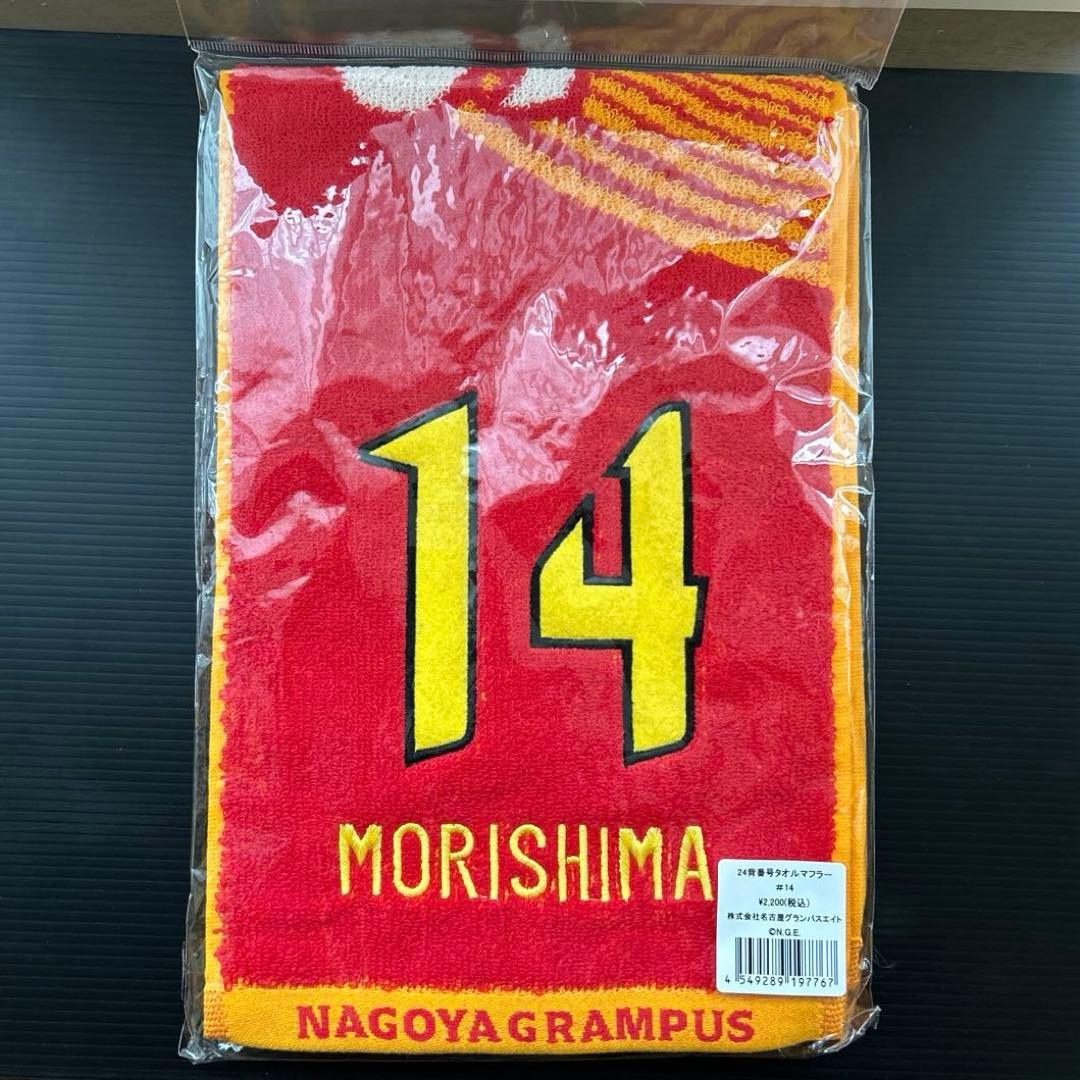 14
MORISHIMA
24背番号タオルマフラー
#14
¥2,200(税込)
株式会社名古屋グランパスエイト
©N.G.E.
4 549289 197767
NAGOYA GRAMPUS